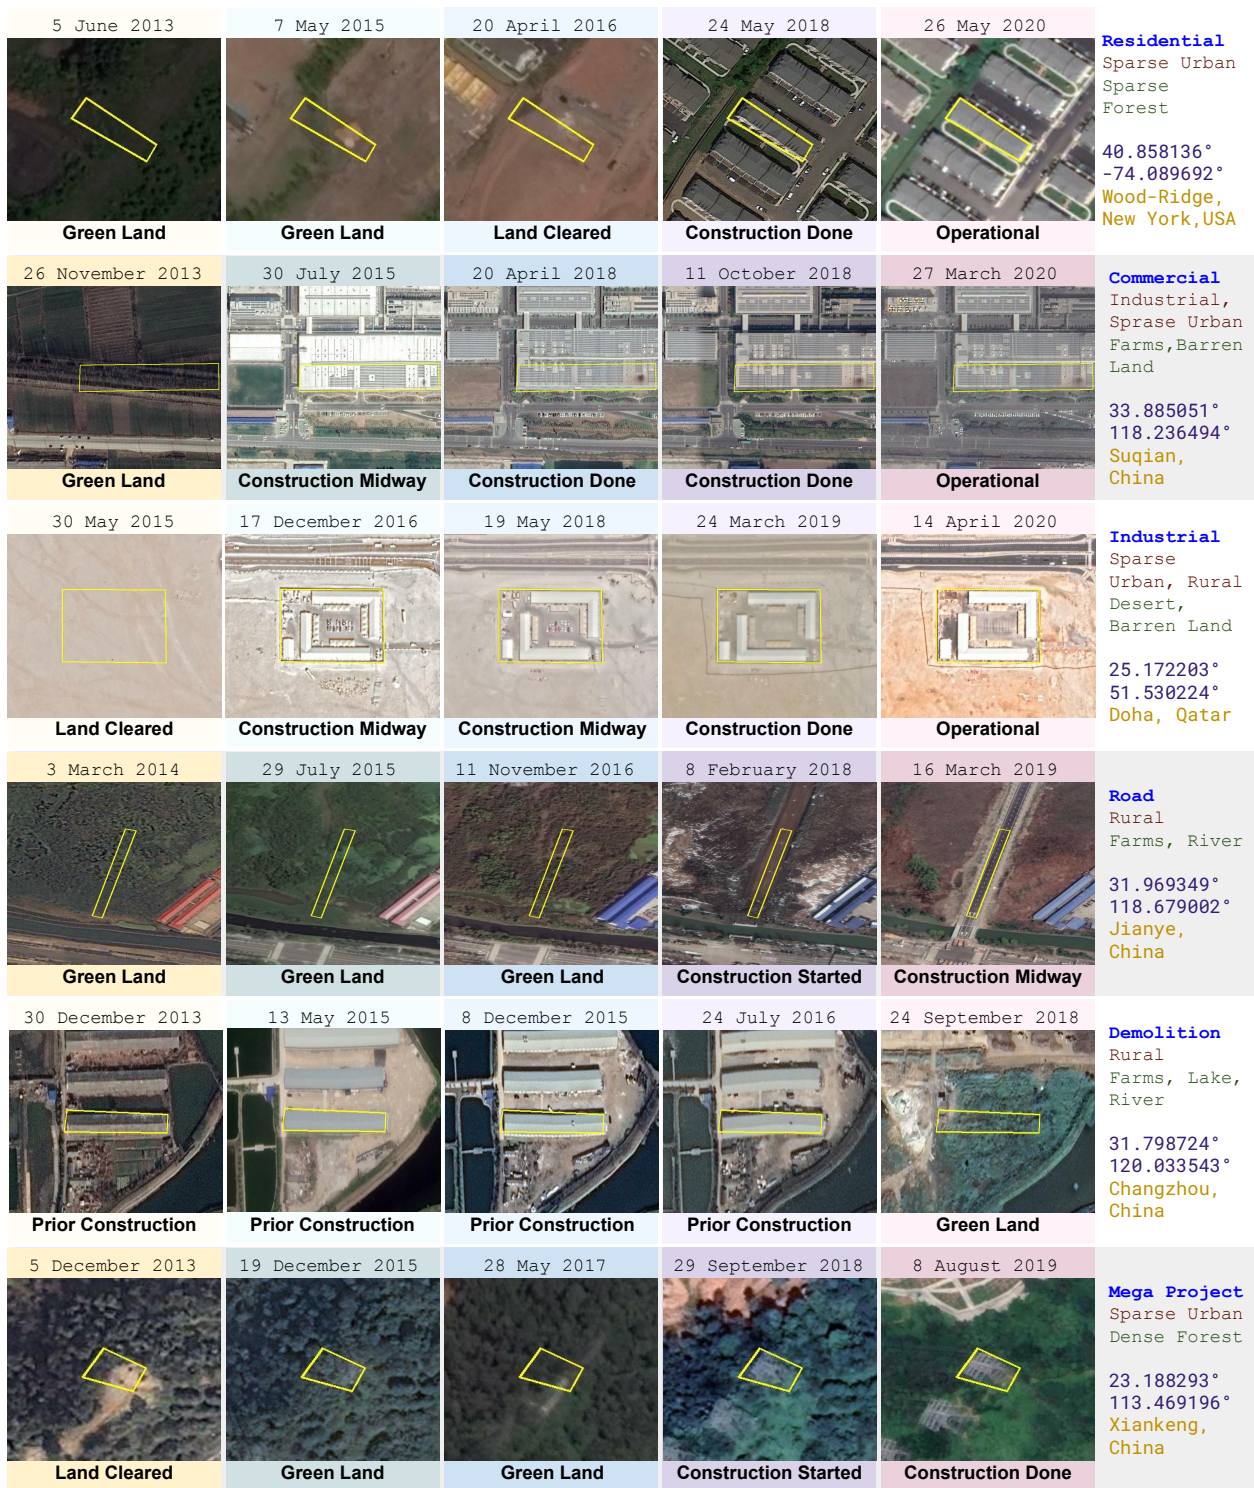 5 June 2013
7 May 2015
20 April 2016
24 May 2018
26 May 2020
Green Land
Green Land
Land Cleared
Construction Done
Operational
Residential
Sparse Urban
Sparse
Forest
40.858136°
-74.089692°
Wood-Ridge,
New York,USA
26 November 2013
30 July 2015
20 April 2018
11 October 2018
27 March 2020
Green Land
Construction Midway
Construction Done
Construction Done
Operational
Commercial
Industrial,
Sprase Urban
Farms,Barren
Land
33.885051°
118.236494°
Suqian,
China
30 May 2015
17 December 2016
19 May 2018
24 March 2019
14 April 2020
Land Cleared
Construction Midway
Construction Midway
Construction Done
Operational
Industrial
Sparse
Urban, Rural
Desert,
Barren Land
25.172203°
51.530224°
Doha, Qatar
3 March 2014
29 July 2015
11 November 2016
8 February 2018
16 March 2019
Green Land
Green Land
Green Land
Construction Started
Construction Midway
Road
Rural
Farms, River
31.969349°
118.679002°
Jianye,
China
30 December 2013
13 May 2015
8 December 2015
24 July 2016
24 September 2018
Prior Construction
Prior Construction
Prior Construction
Prior Construction
Green Land
Demolition
Rural
Farms, Lake,
River
31.798724°
120.033543°
Changzhou,
China
5 December 2013
19 December 2015
28 May 2017
29 September 2018
8 August 2019
Land Cleared
Green Land
Green Land
Construction Started
Construction Done
Mega Project
Sparse Urban
Dense Forest
23.188293°
113.469196°
Xiankeng,
China